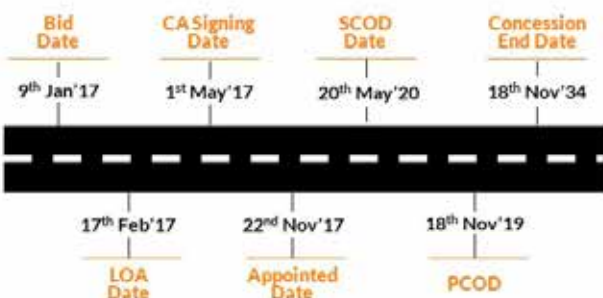 Bid
Date
CA Signing
Date
SCOD
Date
Concession
End Date
9th Jan'17
1st May'17
20th May'20
18th Nov'34
17th Feb'17
22nd Nov'17
18th Nov'19
LOA
Date
Appointed
Date
PCOD